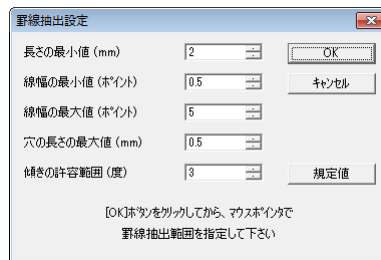 罫線抽出設定
長さの最小値 (mm) 2 OK
線幅の最小値 (ポイント) 0.5 キャンセル
線幅の最大値 (ポイント) 5
穴の長さの最大値 (mm) 0.5
傾きの許容範囲 (度) 3 規定値
[OK]ボタンをクリックしてから、マウスポインタで
罫線抽出範囲を指定して下さい